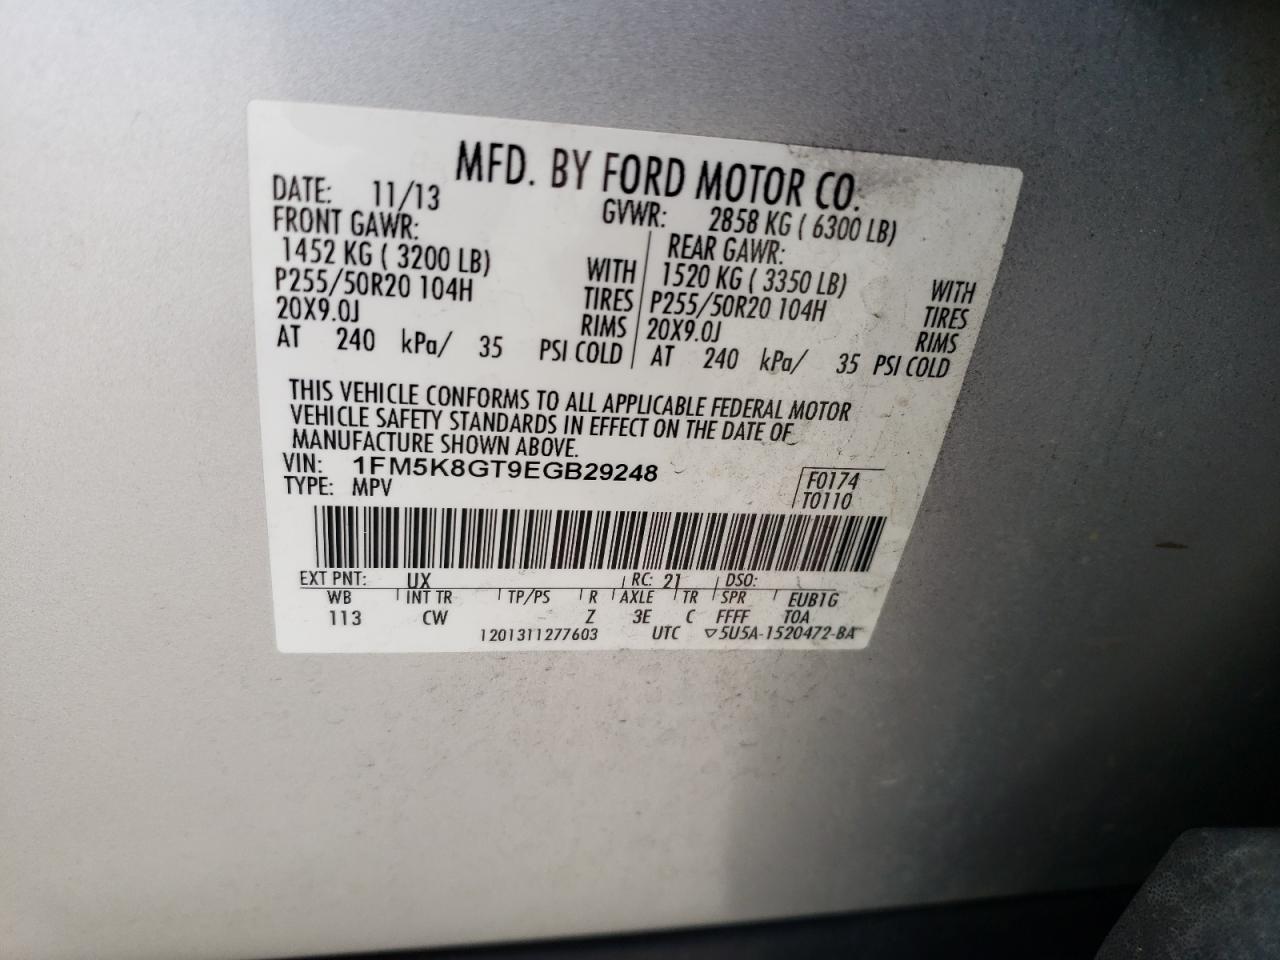 MFD. BY FORD MOTOR CO.
DATE: 11/13 GVWR: 2858 KG ( 6300 LB)
FRONT GAWR: REAR GAWR:
1452 KG ( 3200 LB) WITH 1520 KG ( 3350 LB) WITH
P255/50R20 104H TIRES P255/50R20 104H TIRES
20X9.0J RIMS 20X9.0J RIMS
AT 240 kPa/ 35 PSI COLD AT 240 kPa/ 35 PSI COLD
THIS VEHICLE CONFORMS TO ALL APPLICABLE FEDERAL MOTOR
VEHICLE SAFETY STANDARDS IN EFFECT ON THE DATE OF
MANUFACTURE SHOWN ABOVE.
VIN: 1FM5K8GT9EGB29248 F0174
TYPE: MPV T0110
EXT PNT: UX RC: 21 DSO:
WB INT TR TP/PS R AXLE TR SPR EUB1G
113 CW Z 3E C FFFF TOA
1201311277603 UTC ▽5U5A-1520472-BA